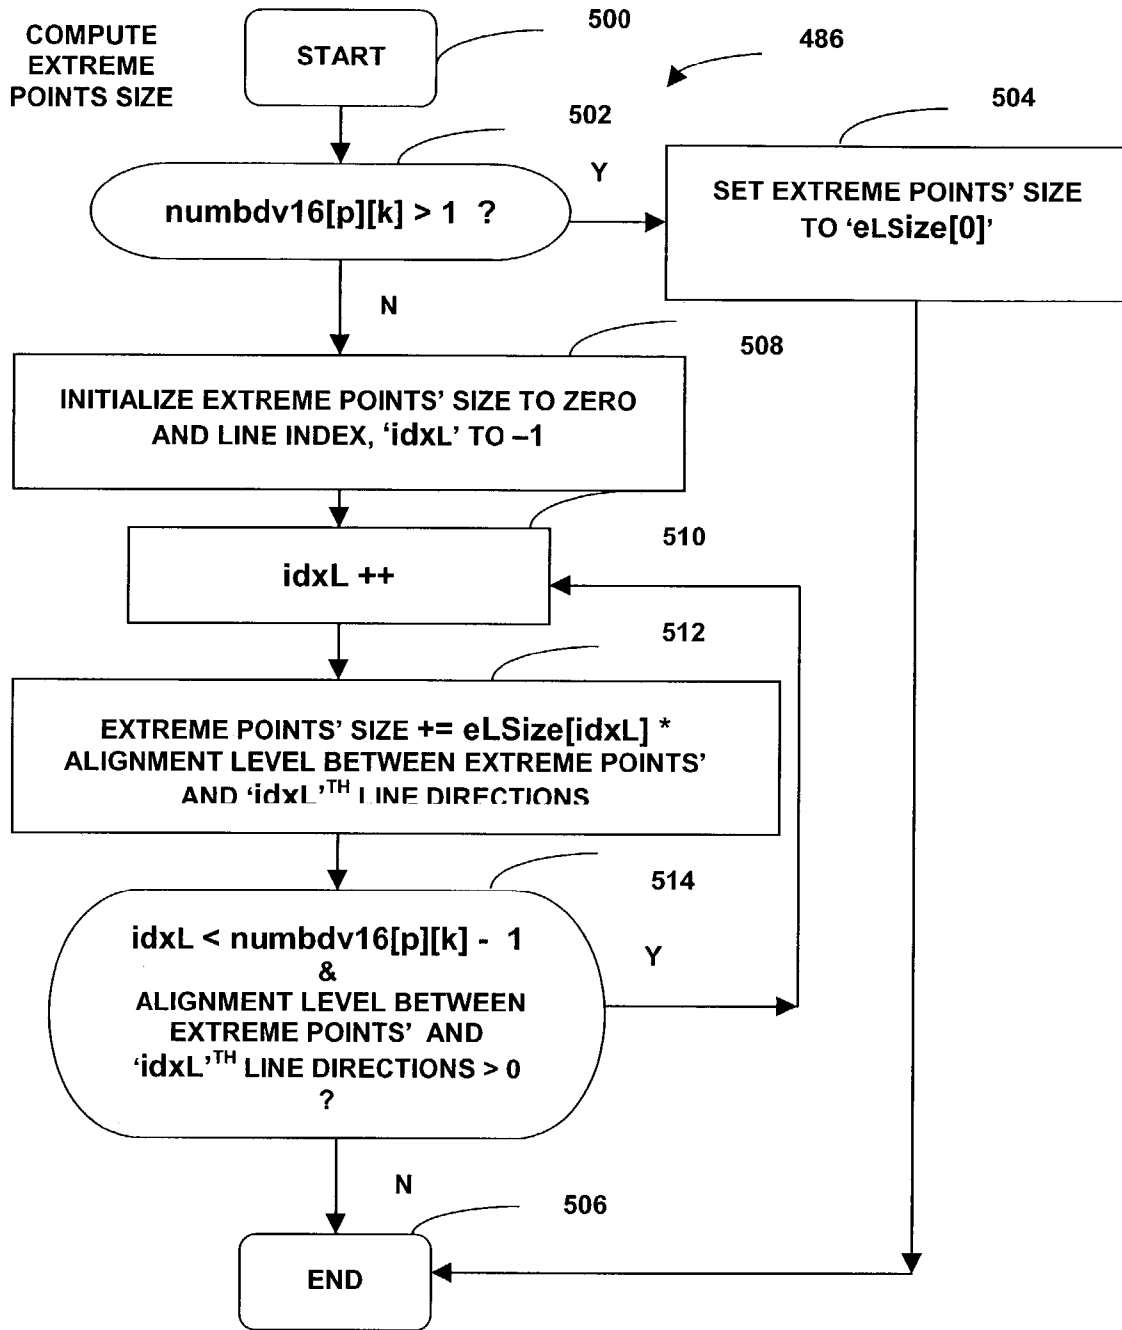 COMPUTE
EXTREME
POINTS SIZE
START
500
486
502
504
numbdv16[p][k] > 1 ?
Y
SET EXTREME POINTS’ SIZE
TO ‘eLSize[0]’
N
508
INITIALIZE EXTREME POINTS’ SIZE TO ZERO
AND LINE INDEX, ‘idxL’ TO –1
510
idxL ++
512
EXTREME POINTS’ SIZE += eLSize[idxL] *
ALIGNMENT LEVEL BETWEEN EXTREME POINTS’
AND ‘idxL’TH LINE DIRECTIONS
514
idxL < numbdv16[p][k] - 1
&
ALIGNMENT LEVEL BETWEEN
EXTREME POINTS’ AND
‘idxL’TH LINE DIRECTIONS > 0
?
Y
N
506
END